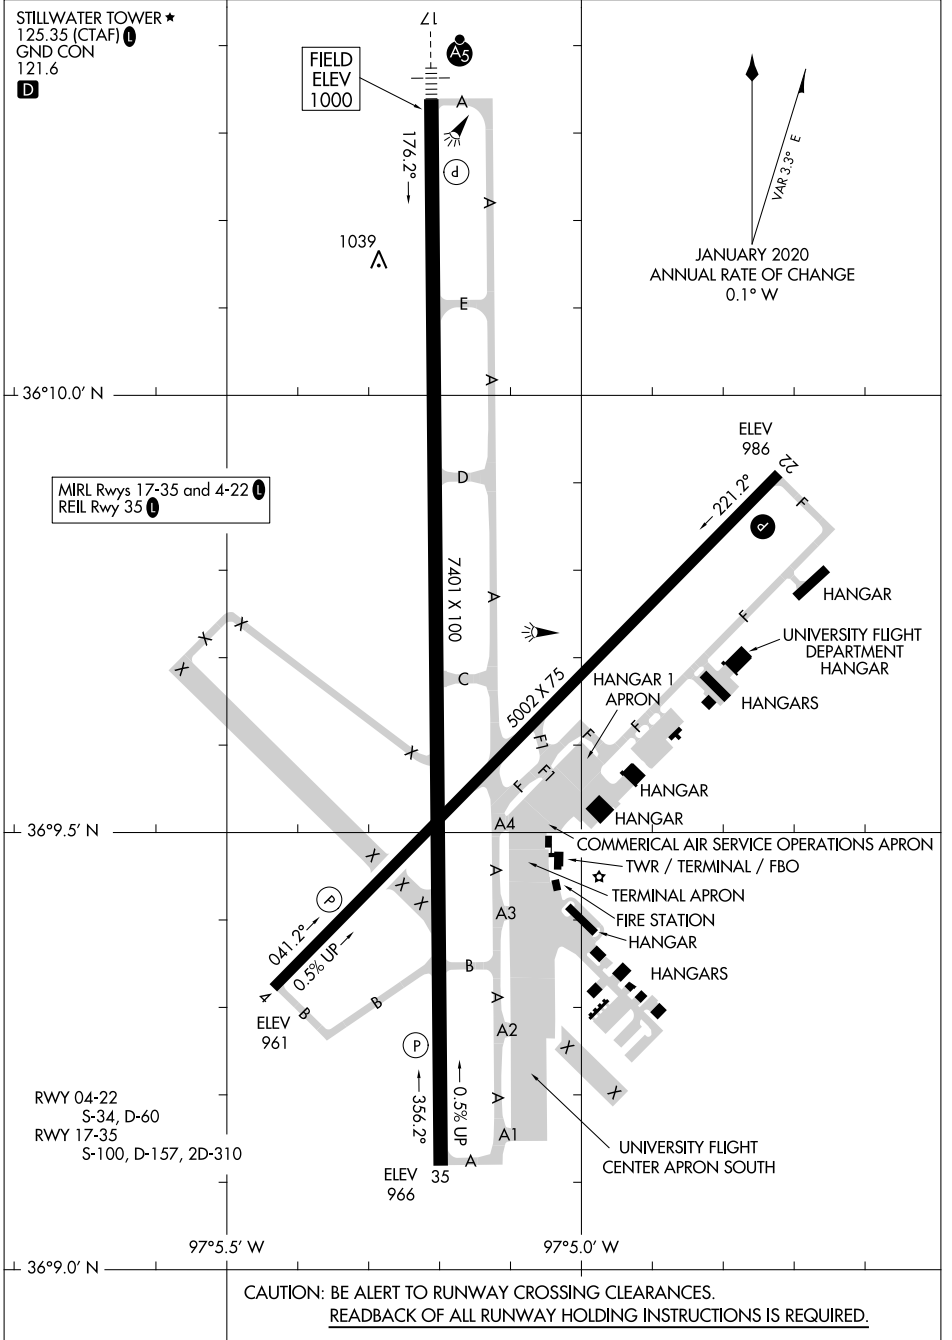 STILLWATER TOWER ★
125.35 (CTAF) L
GND CON
121.6
D
17
A5
FIELD
ELEV
1000
A
176.2°
P
A
VAR 3.3° E
JANUARY 2020
ANNUAL RATE OF CHANGE
0.1° W
1039
E
A
36°10.0' N
ELEV
986
22
221.2°
F
P
MIRL Rwys 17-35 and 4-22 L
REIL Rwy 35 L
D
7401 X 100
A
HANGAR
F
UNIVERSITY FLIGHT
DEPARTMENT
HANGAR
X
X
X
X
C
5002 X 75
HANGAR 1
APRON
HANGARS
F
F
F1
F1
F
HANGAR
HANGAR
36°9.5' N
A4
COMMERICAL AIR SERVICE OPERATIONS APRON
TWR / TERMINAL / FBO
TERMINAL APRON
FIRE STATION
HANGAR
HANGARS
X
X
X
A
A3
P
041.2°
0.5% UP
4
ELEV
961
B
B
B
A
A2
P
X
X
356.2°
0.5% UP
A
A1
A
35
ELEV
966
RWY 04-22
S-34, D-60
RWY 17-35
S-100, D-157, 2D-310
UNIVERSITY FLIGHT
CENTER APRON SOUTH
97°5.5' W
97°5.0' W
36°9.0' N
CAUTION: BE ALERT TO RUNWAY CROSSING CLEARANCES.
READBACK OF ALL RUNWAY HOLDING INSTRUCTIONS IS REQUIRED.